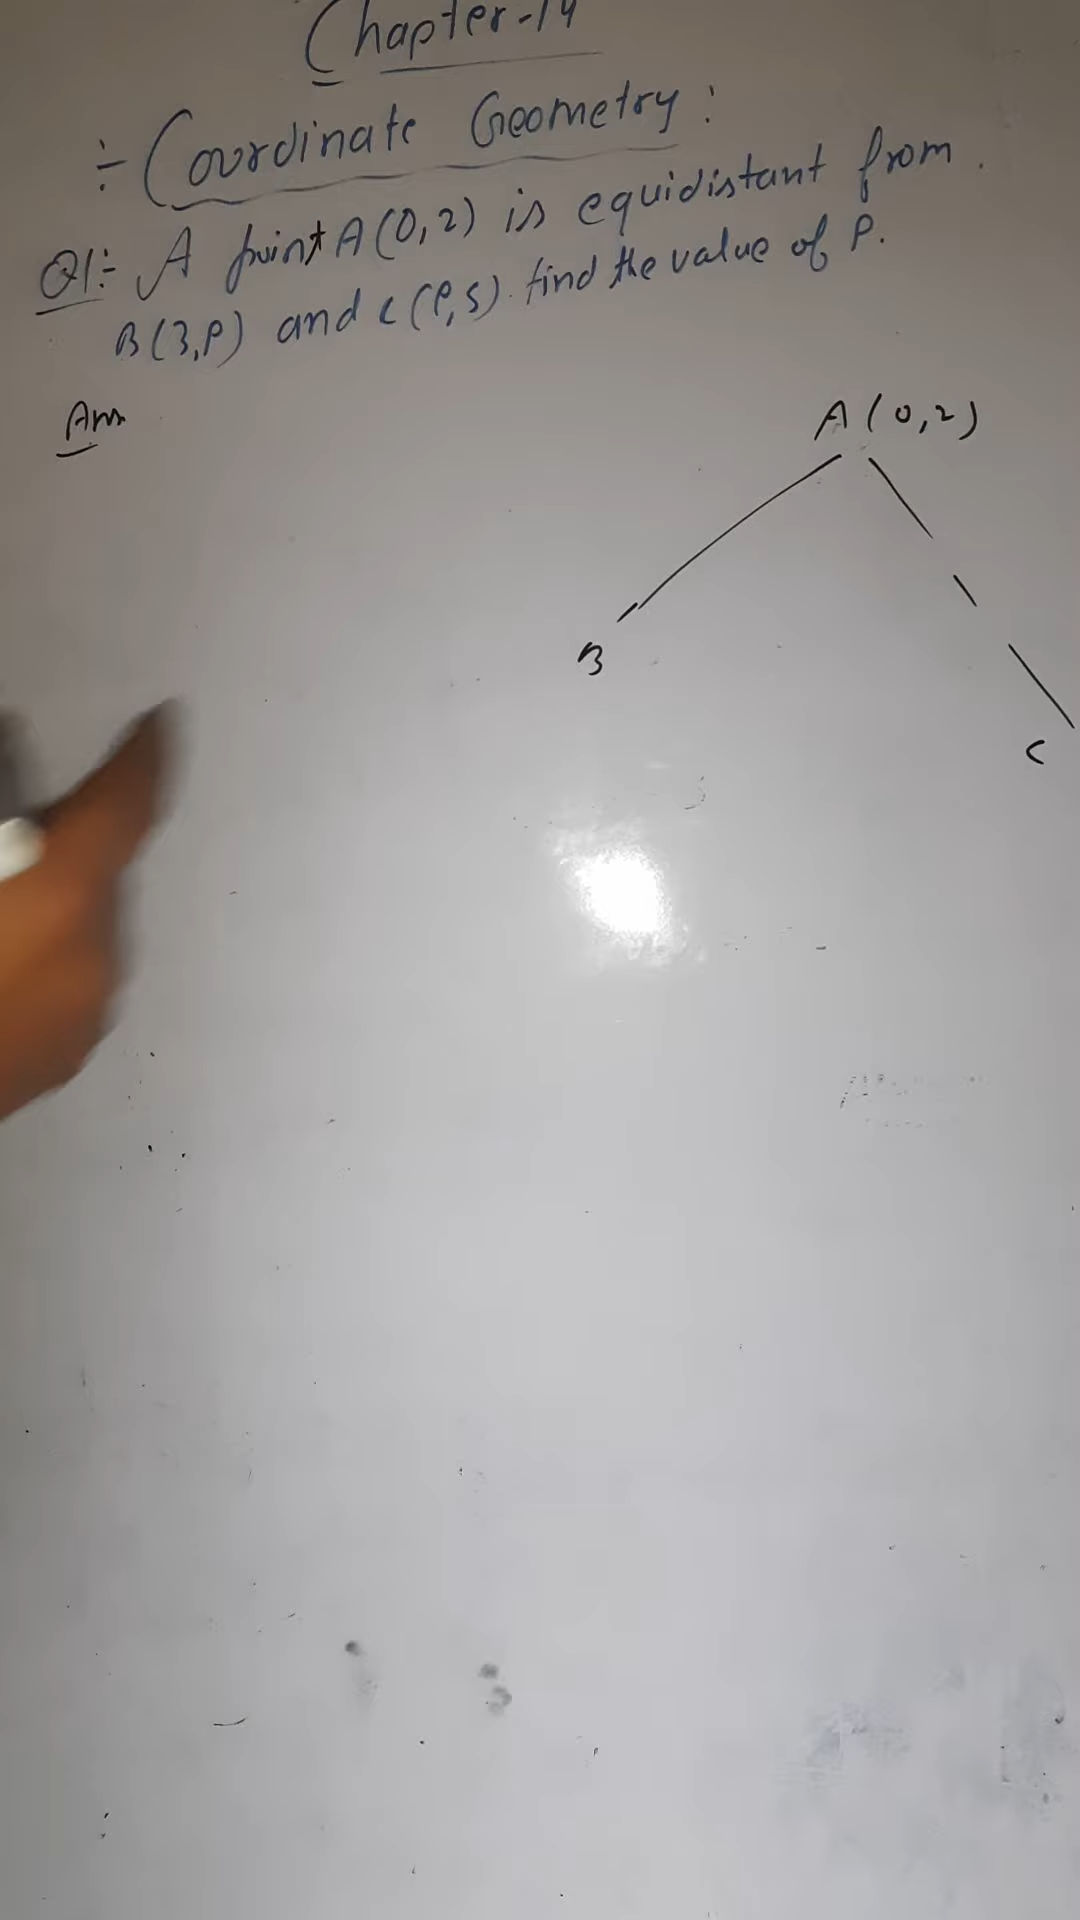 Chapter-14
÷ Coordinate Geometry:
Q1:- A point A(0,2) is equidistant from.
B(3,P) and C(P,5). find the value of P.
Ans
A(0,2)
B
C